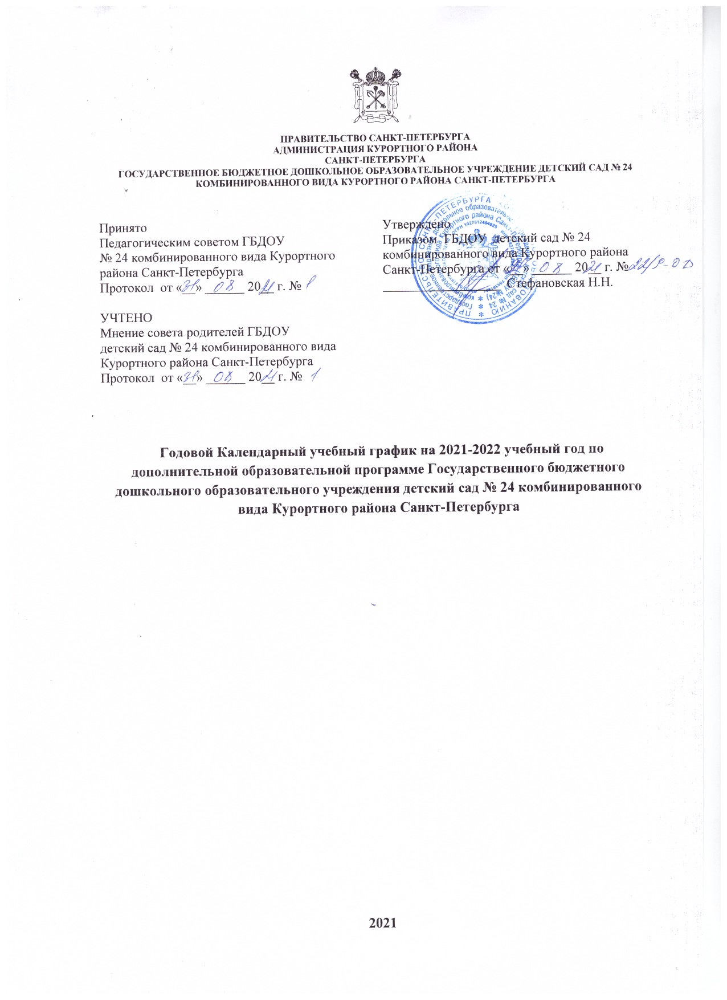 ПРАВИТЕЛЬСТВО САНКТ-ПЕТЕРБУРГА
АДМИНИСТРАЦИЯ КУРОРТНОГО РАЙОНА
САНКТ-ПЕТЕРБУРГА
ГОСУДАРСТВЕННОЕ БЮДЖЕТНОЕ ДОШКОЛЬНОЕ ОБРАЗОВАТЕЛЬНОЕ УЧРЕЖДЕНИЕ ДЕТСКИЙ САД № 24
КОМБИНИРОВАННОГО ВИДА КУРОРТНОГО РАЙОНА САНКТ-ПЕТЕРБУРГА
Принято
Педагогическим советом ГБДОУ
№ 24 комбинированного вида Курортного
района Санкт-Петербурга
Протокол от «31» 08 2021 г. № 1
УЧТЕНО
Мнение совета родителей ГБДОУ
детский сад № 24 комбинированного вида
Курортного района Санкт-Петербурга
Протокол от «31» 08 2021 г. № 1
Утверждено
Приказом ГБДОУ детский сад № 24
комбинированного вида Курортного района
Санкт-Петербурга от «31» 08 2021 г. №
Стефановская Н.Н.
Годовой Календарный учебный график на 2021-2022 учебный год по
дополнительной образовательной программе Государственного бюджетного
дошкольного образовательного учреждения детский сад № 24 комбинированного
вида Курортного района Санкт-Петербурга
2021